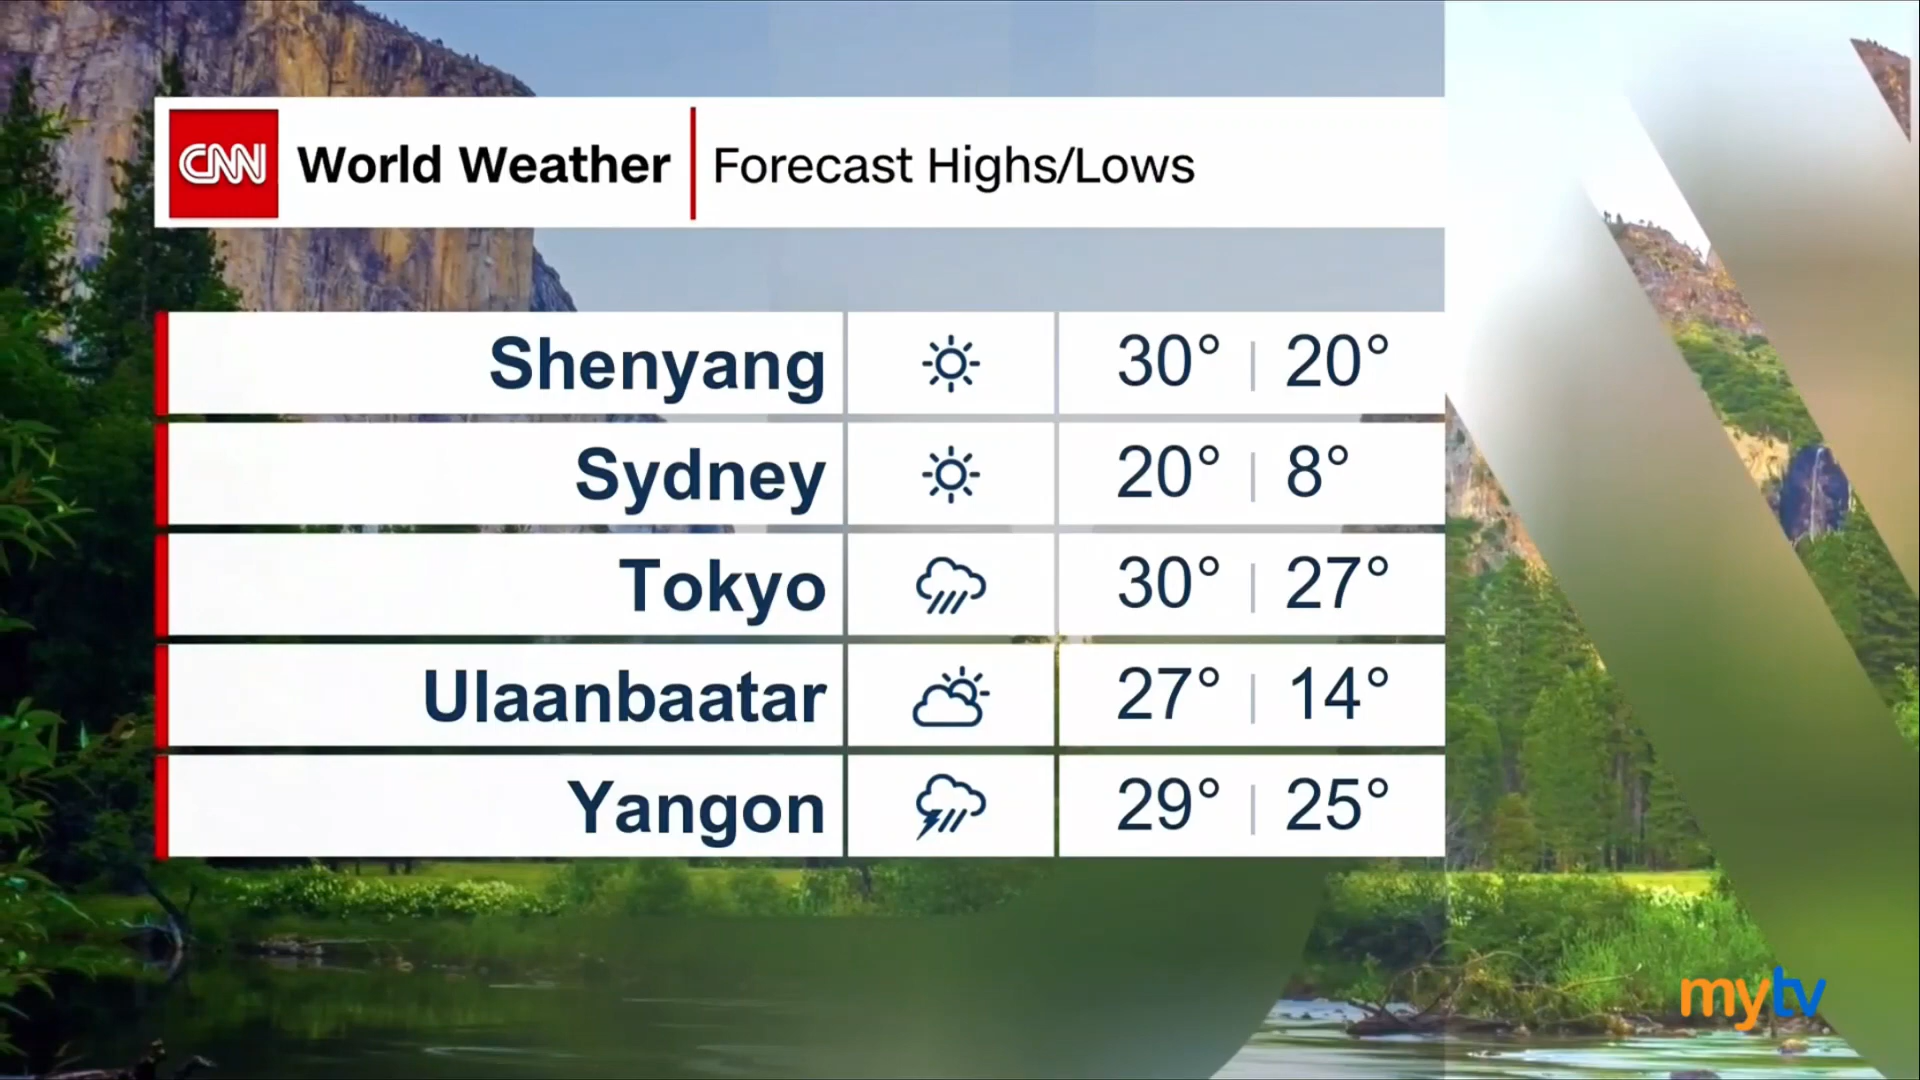 CNN World Weather | Forecast Highs/Lows
Shenyang 30° | 20°
Sydney 20° | 8°
Tokyo 30° | 27°
Ulaanbaatar 27° | 14°
Yangon 29° | 25°
mytv